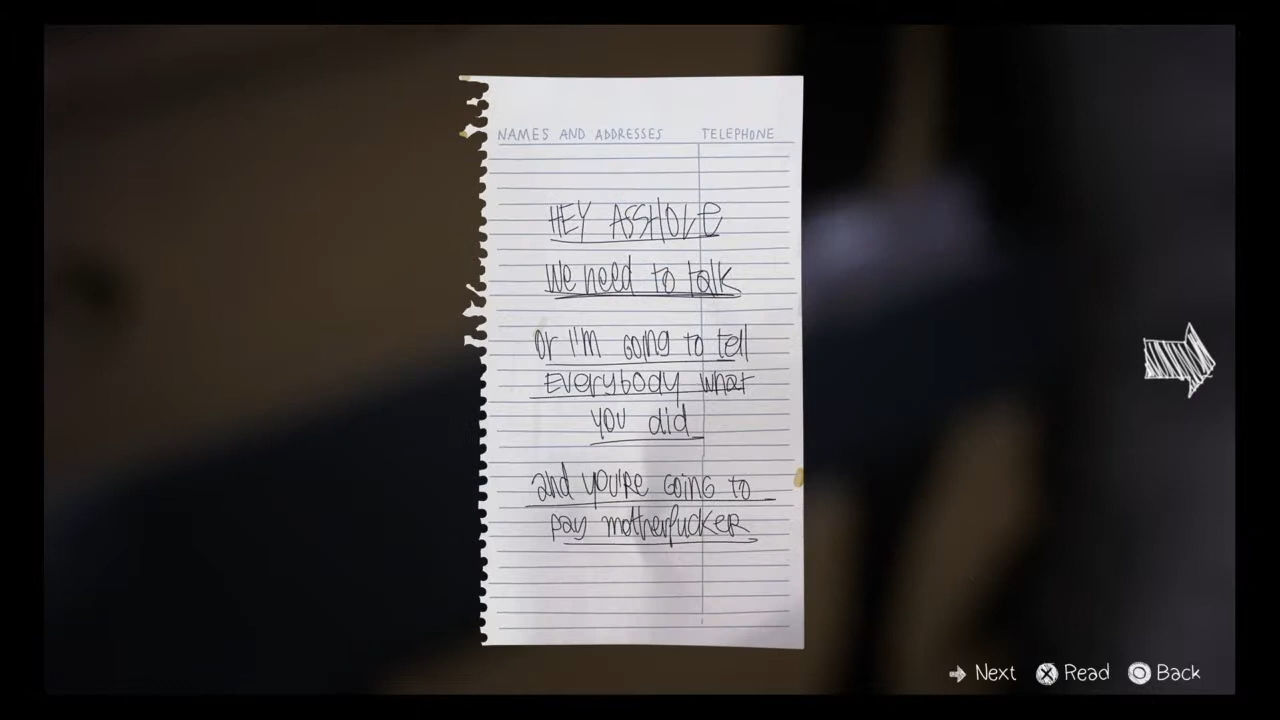 NAMES AND ADDRESSES TELEPHONE
HEY ASSHOLE
We need to talk
Or I'm going to tell
Everybody what
you did
and you're GOING to
pay motherfuckER
Next Read Back